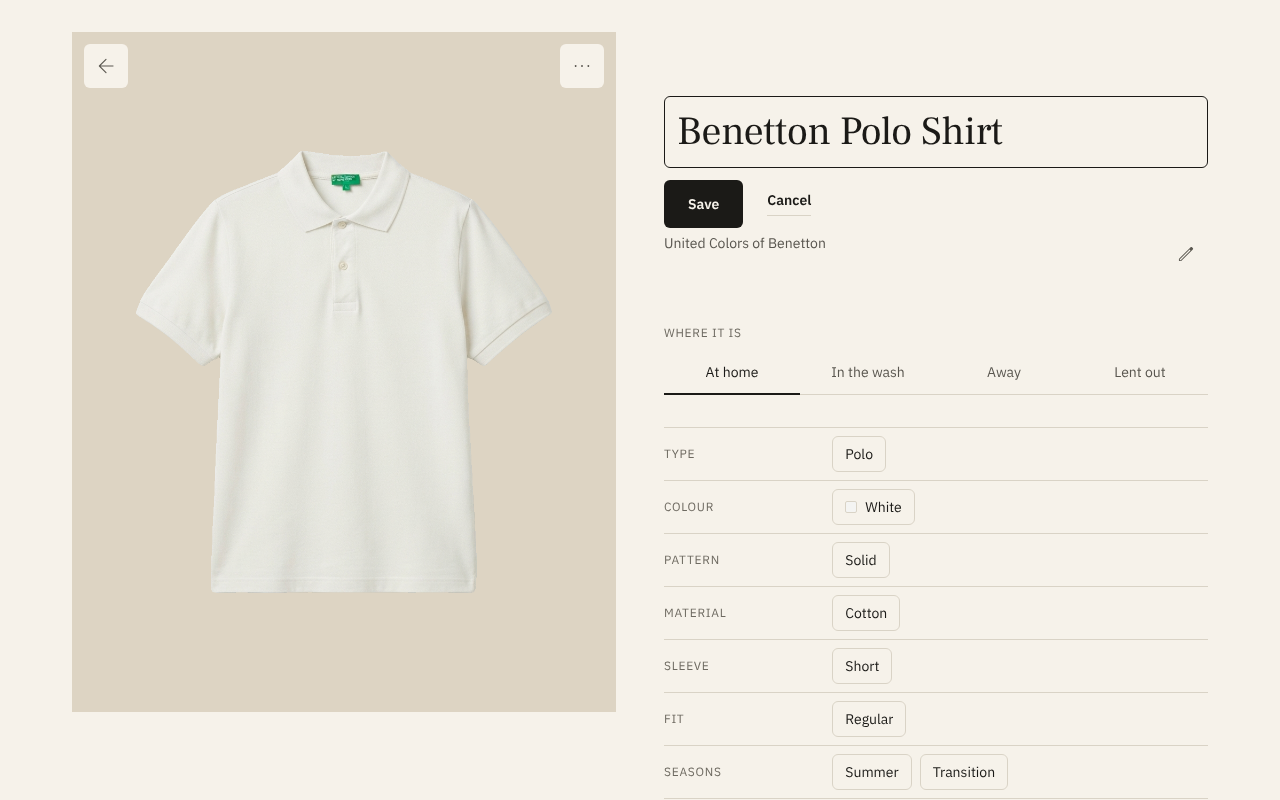 Benetton Polo Shirt
Save
Cancel
United Colors of Benetton
WHERE IT IS
At home
In the wash
Away
Lent out
TYPE
Polo
COLOUR
White
PATTERN
Solid
MATERIAL
Cotton
SLEEVE
Short
FIT
Regular
SEASONS
Summer
Transition